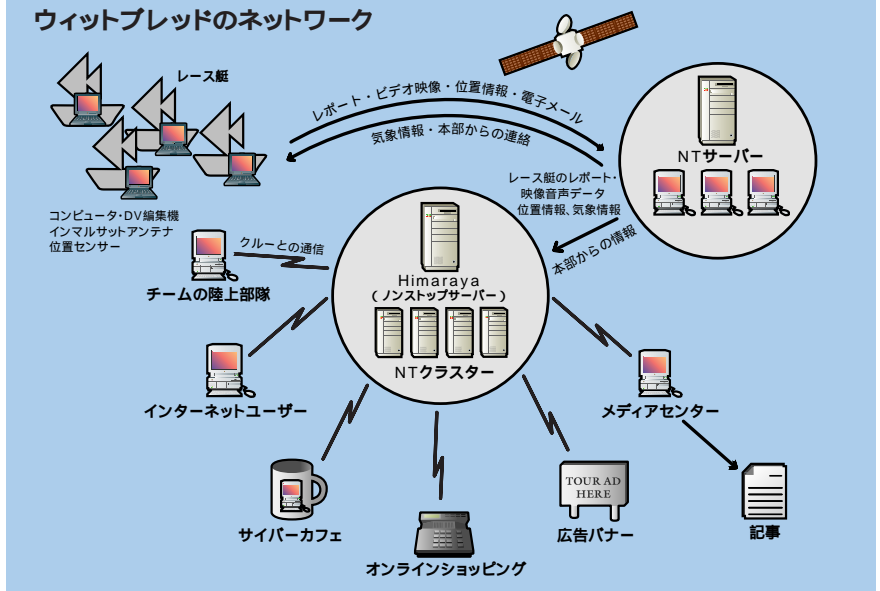 ウィットブレッドのネットワーク
レース艇
レポート・ビデオ映像・位置情報・電子メール
気象情報・本部からの連絡
NTサーバー
レース艇のレポート・
映像音声データ
位置情報、気象情報
本部からの情報
コンピュータ・DV編集機
インマルサットアンテナ
位置センサー
クルーとの通信
チームの陸上部隊
Himaraya
(ノンストップサーバー)
NTクラスター
インターネットユーザー
メディアセンター
サイバーカフェ
オンラインショッピング
TOUR AD
HERE
広告バナー
記事